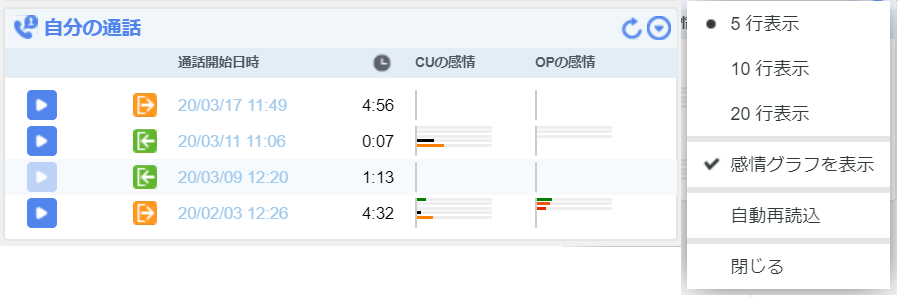 自分の通話
通話開始日時 CUの感情 OPの感情
20/03/17 11:49 4:56
20/03/11 11:06 0:07
20/03/09 12:20 1:13
20/02/03 12:26 4:32
5 行表示
10 行表示
20 行表示
感情グラフを表示
自動再読込
閉じる